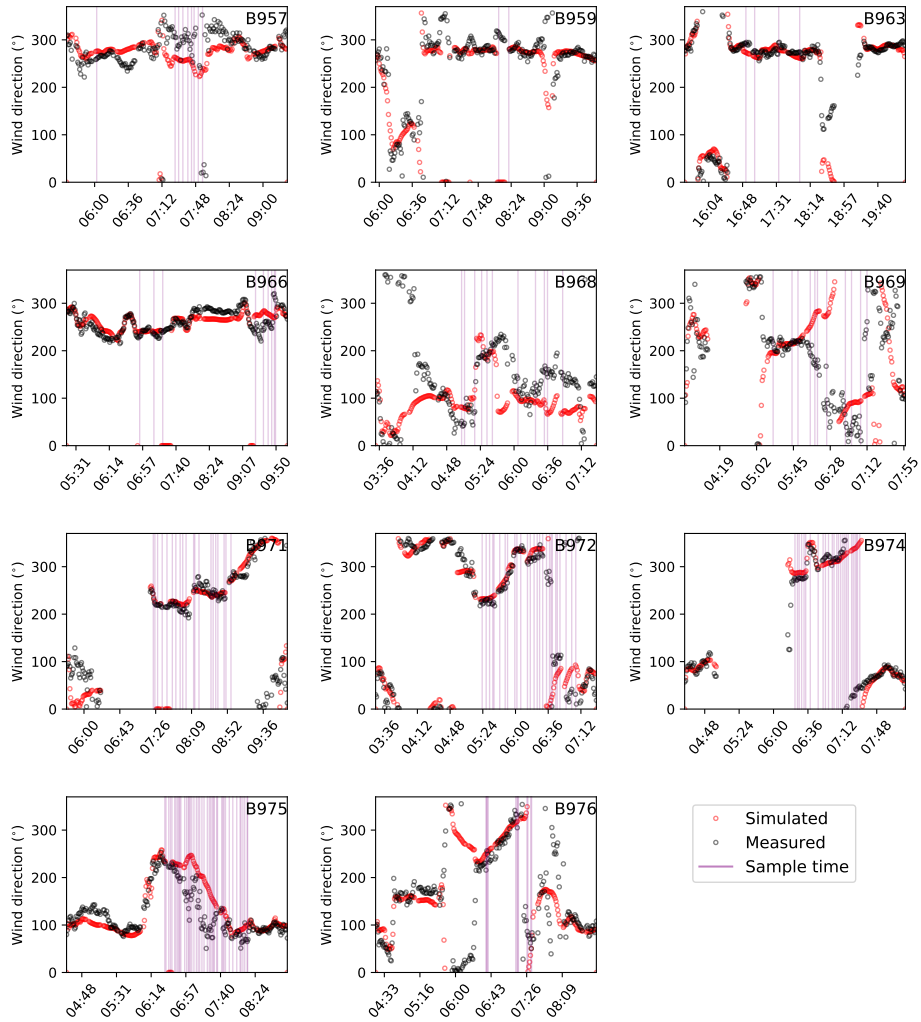 B957
Wind direction (°)
300
200
100
0
06:00 06:36 07:12 07:48 08:24 09:00
B959
Wind direction (°)
300
200
100
0
06:00 06:36 07:12 07:48 08:24 09:00 09:36
B963
Wind direction (°)
300
200
100
0
16:04 16:48 17:31 18:14 18:57 19:40
B966
Wind direction (°)
300
200
100
0
05:31 06:14 06:57 07:40 08:24 09:07 09:50
B968
Wind direction (°)
300
200
100
0
03:36 04:12 04:48 05:24 06:00 06:36 07:12
B969
Wind direction (°)
300
200
100
0
04:19 05:02 05:45 06:28 07:12 07:55
B971
Wind direction (°)
300
200
100
0
06:00 06:43 07:26 08:09 08:52 09:36
B972
Wind direction (°)
300
200
100
0
03:36 04:12 04:48 05:24 06:00 06:36 07:12
B974
Wind direction (°)
300
200
100
0
04:48 05:24 06:00 06:36 07:12 07:48
B975
Wind direction (°)
300
200
100
0
04:48 05:31 06:14 06:57 07:40 08:24
B976
Wind direction (°)
300
200
100
0
04:33 05:16 06:00 06:43 07:26 08:09
Simulated
Measured
Sample time